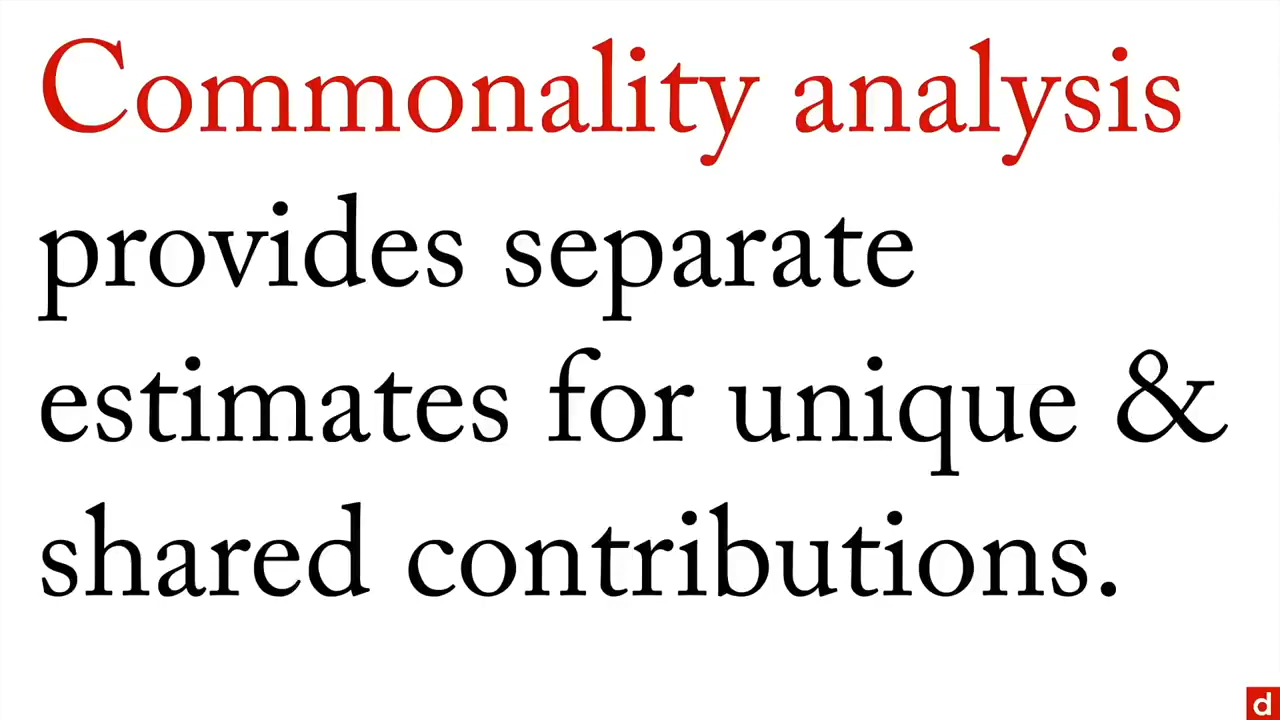 Commonality analysis
provides separate
estimates for unique &
shared contributions.
d